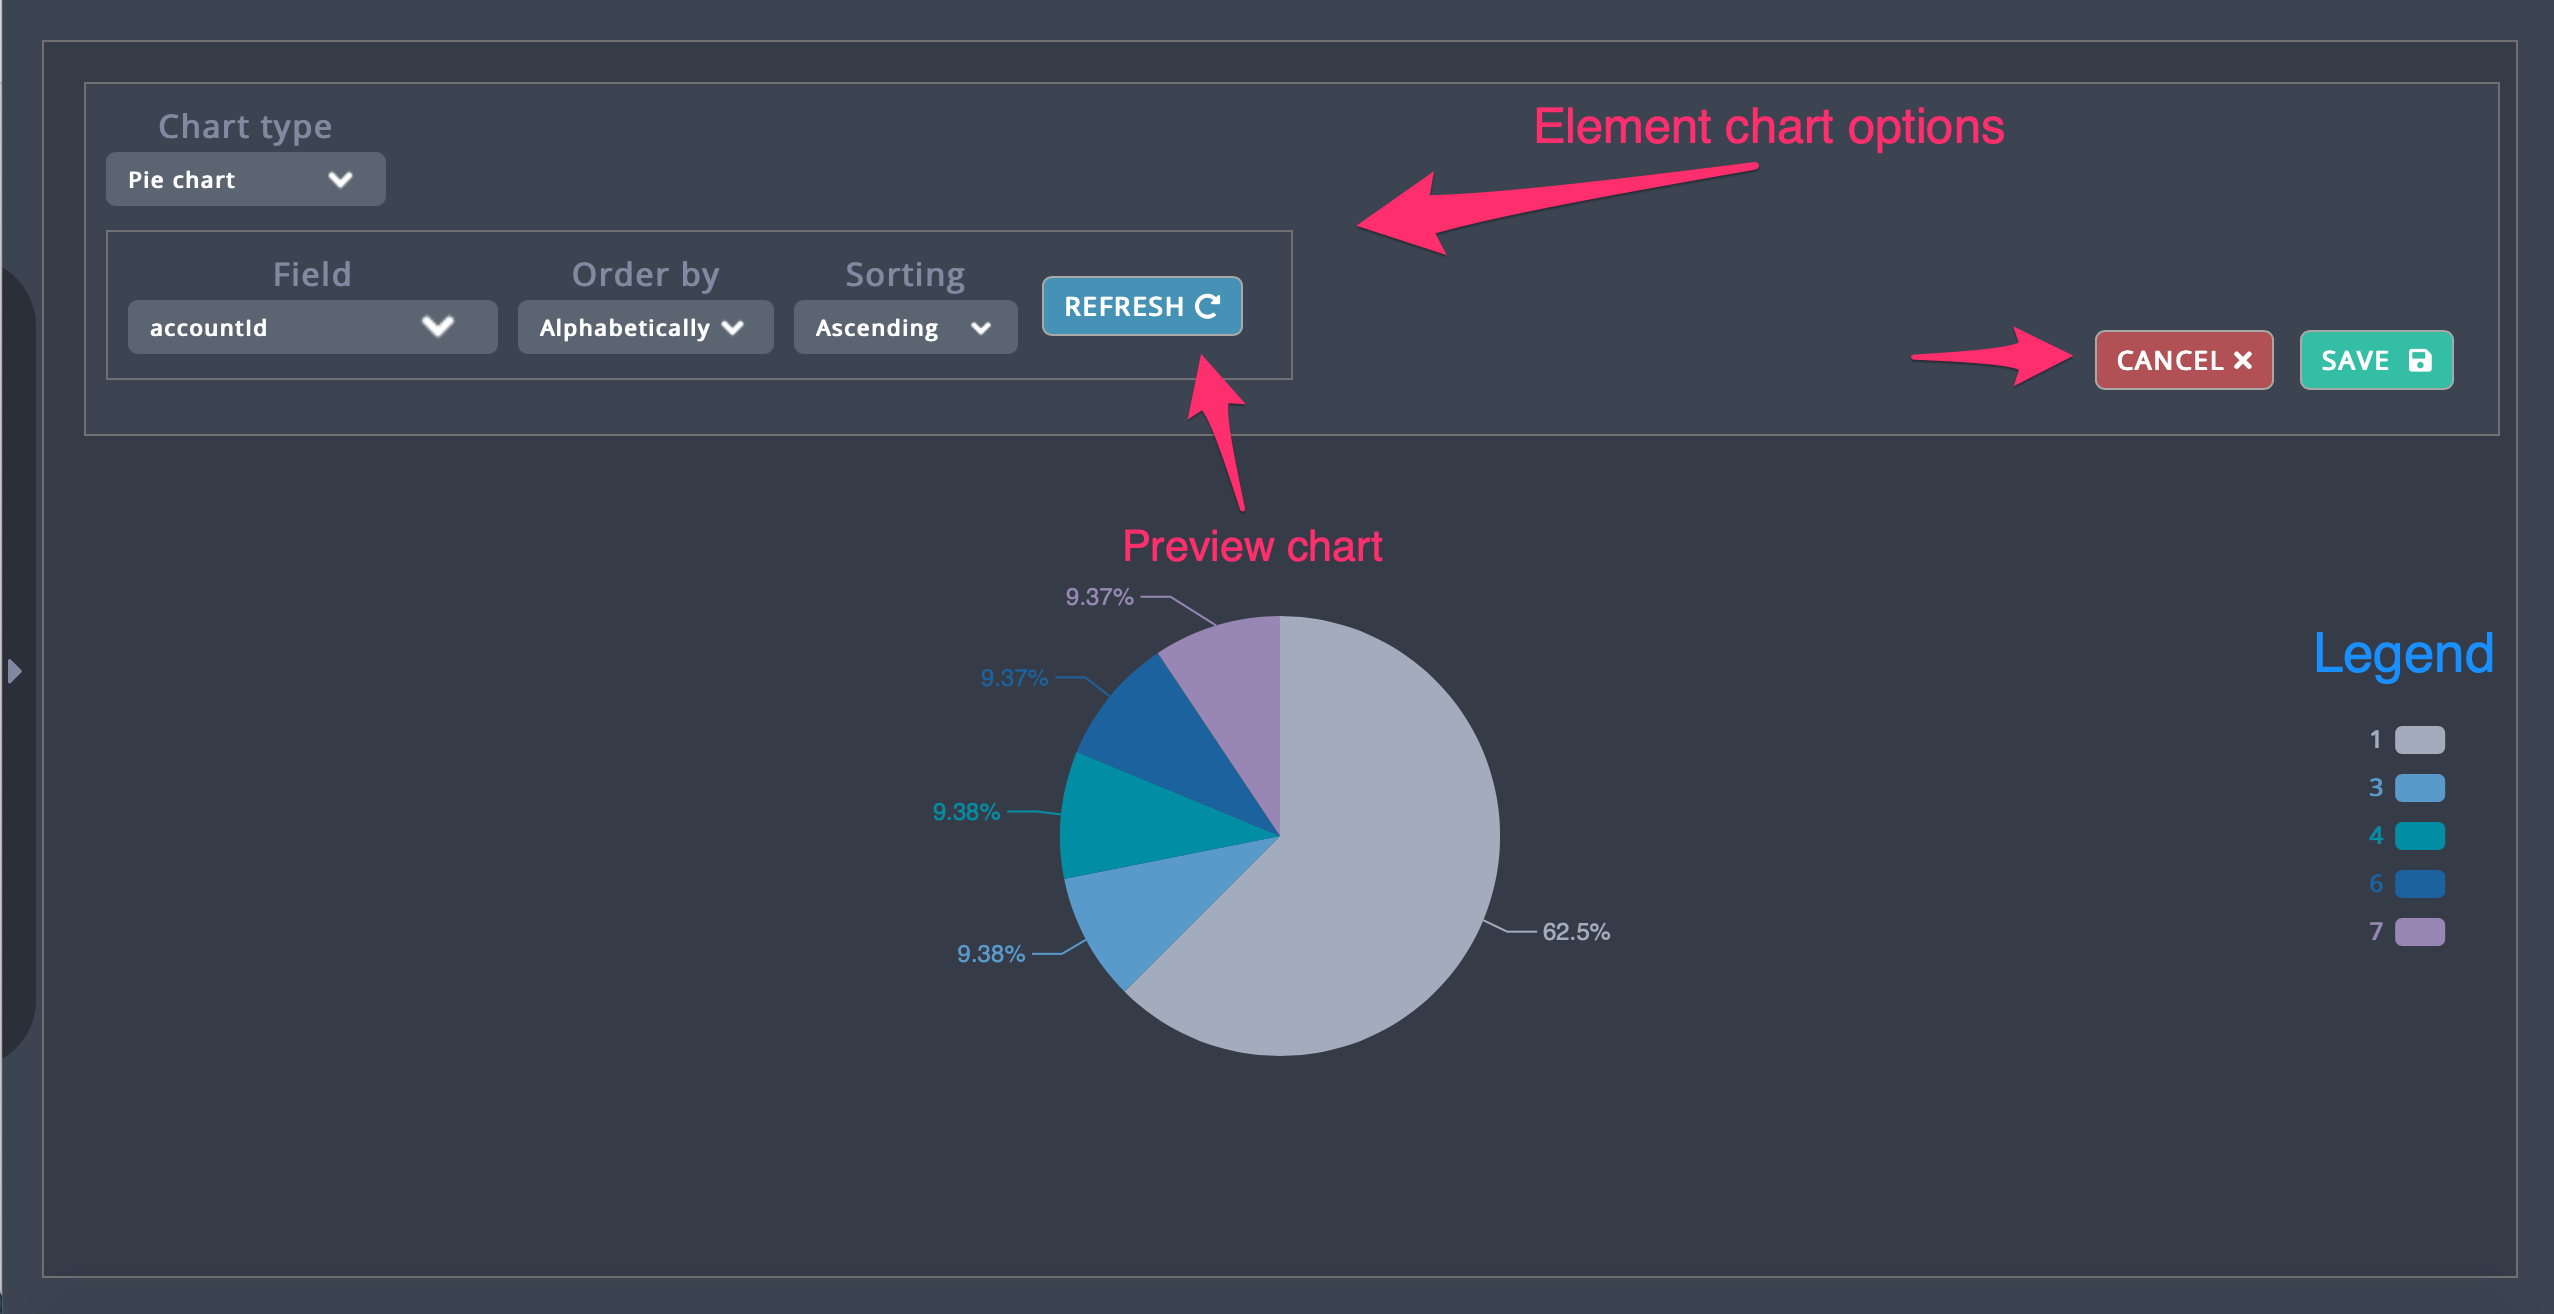 Chart type
Element chart options
Pie chart
Field
Order by
Sorting
accountId
Alphabetically
Ascending
REFRESH
CANCEL
SAVE
Preview chart
9.37%
9.37%
9.38%
9.38%
62.5%
Legend
1
3
4
6
7